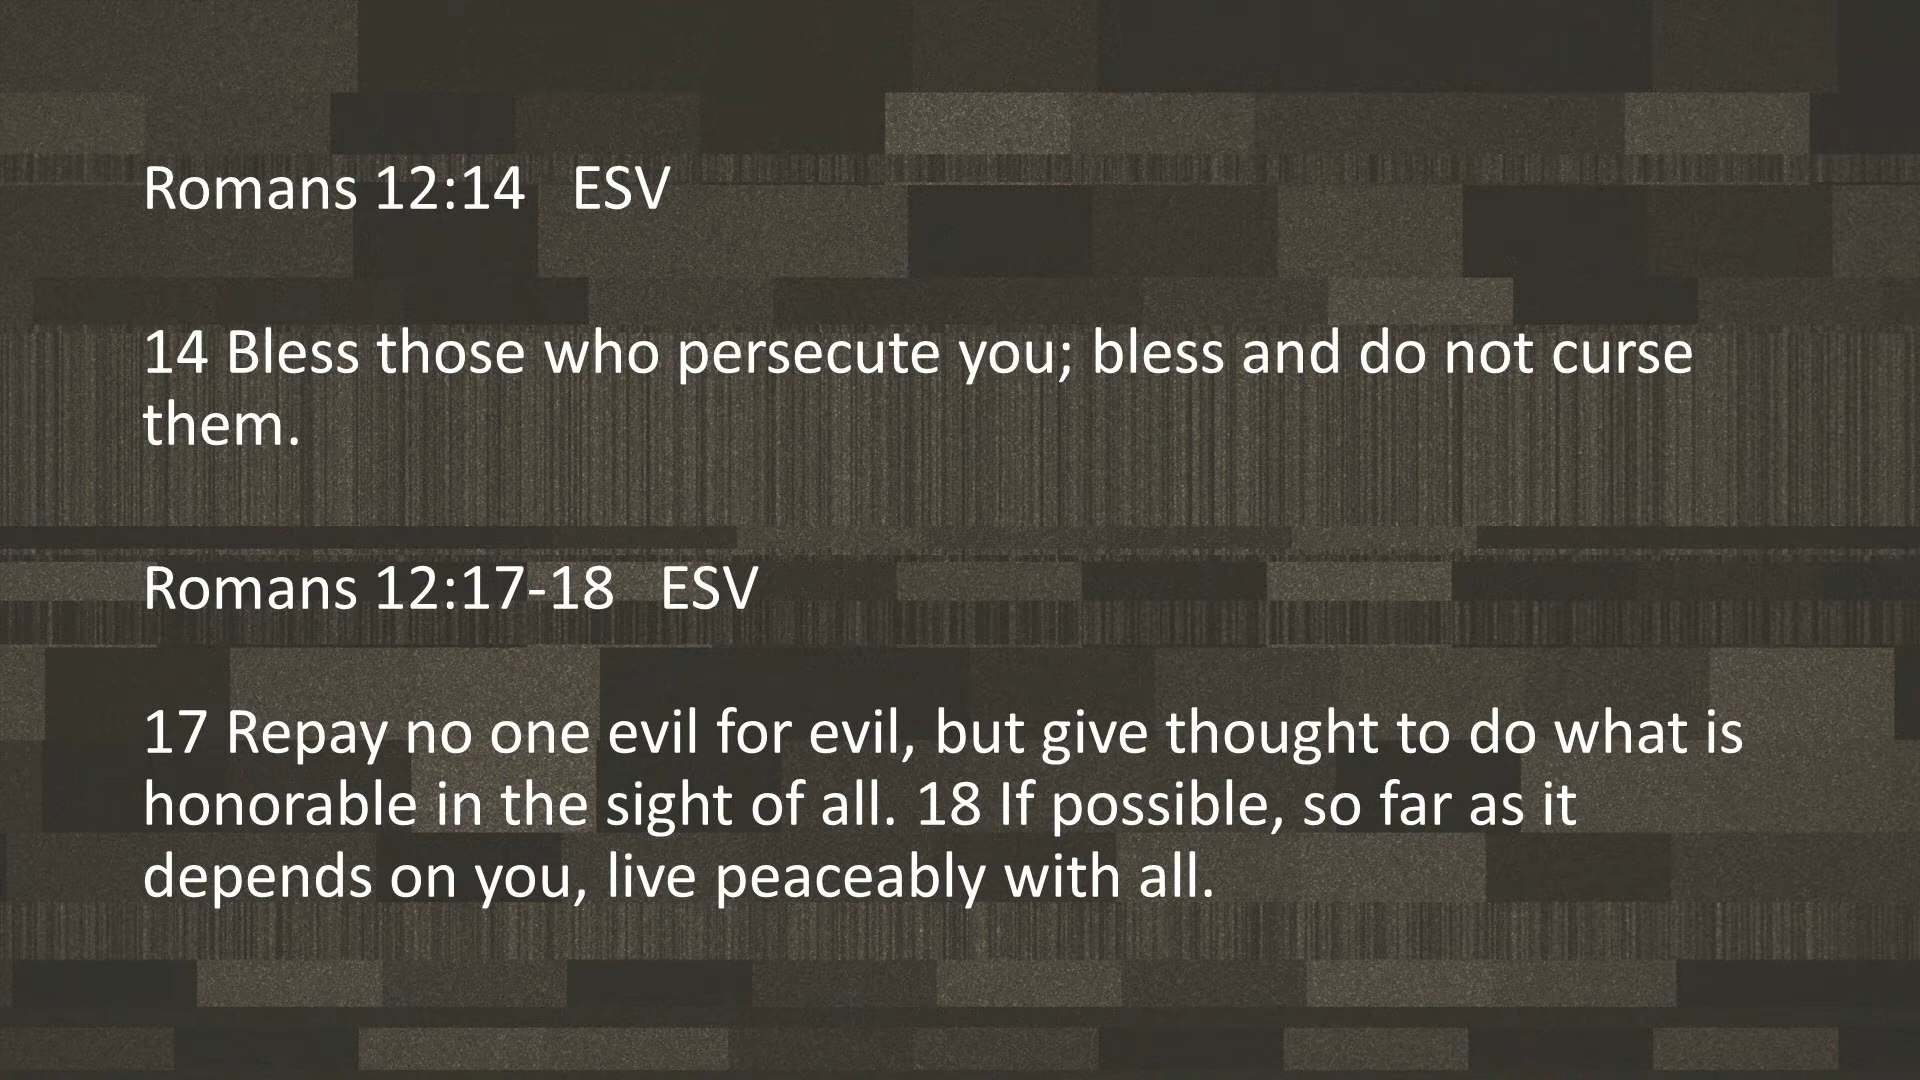 Romans 12:14   ESV
14 Bless those who persecute you; bless and do not curse
them.
Romans 12:17-18   ESV
17 Repay no one evil for evil, but give thought to do what is
honorable in the sight of all. 18 If possible, so far as it
depends on you, live peaceably with all.